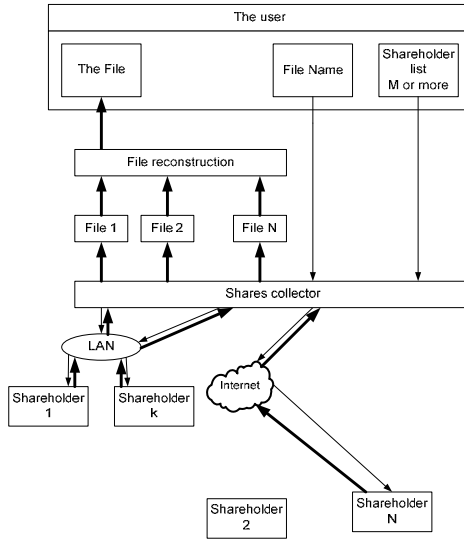 The user
The File
File Name
Shareholder
list
M or more
File reconstruction
File 1
File 2
File N
Shares collector
LAN
Internet
Shareholder
1
Shareholder
k
Shareholder
N
Shareholder
2